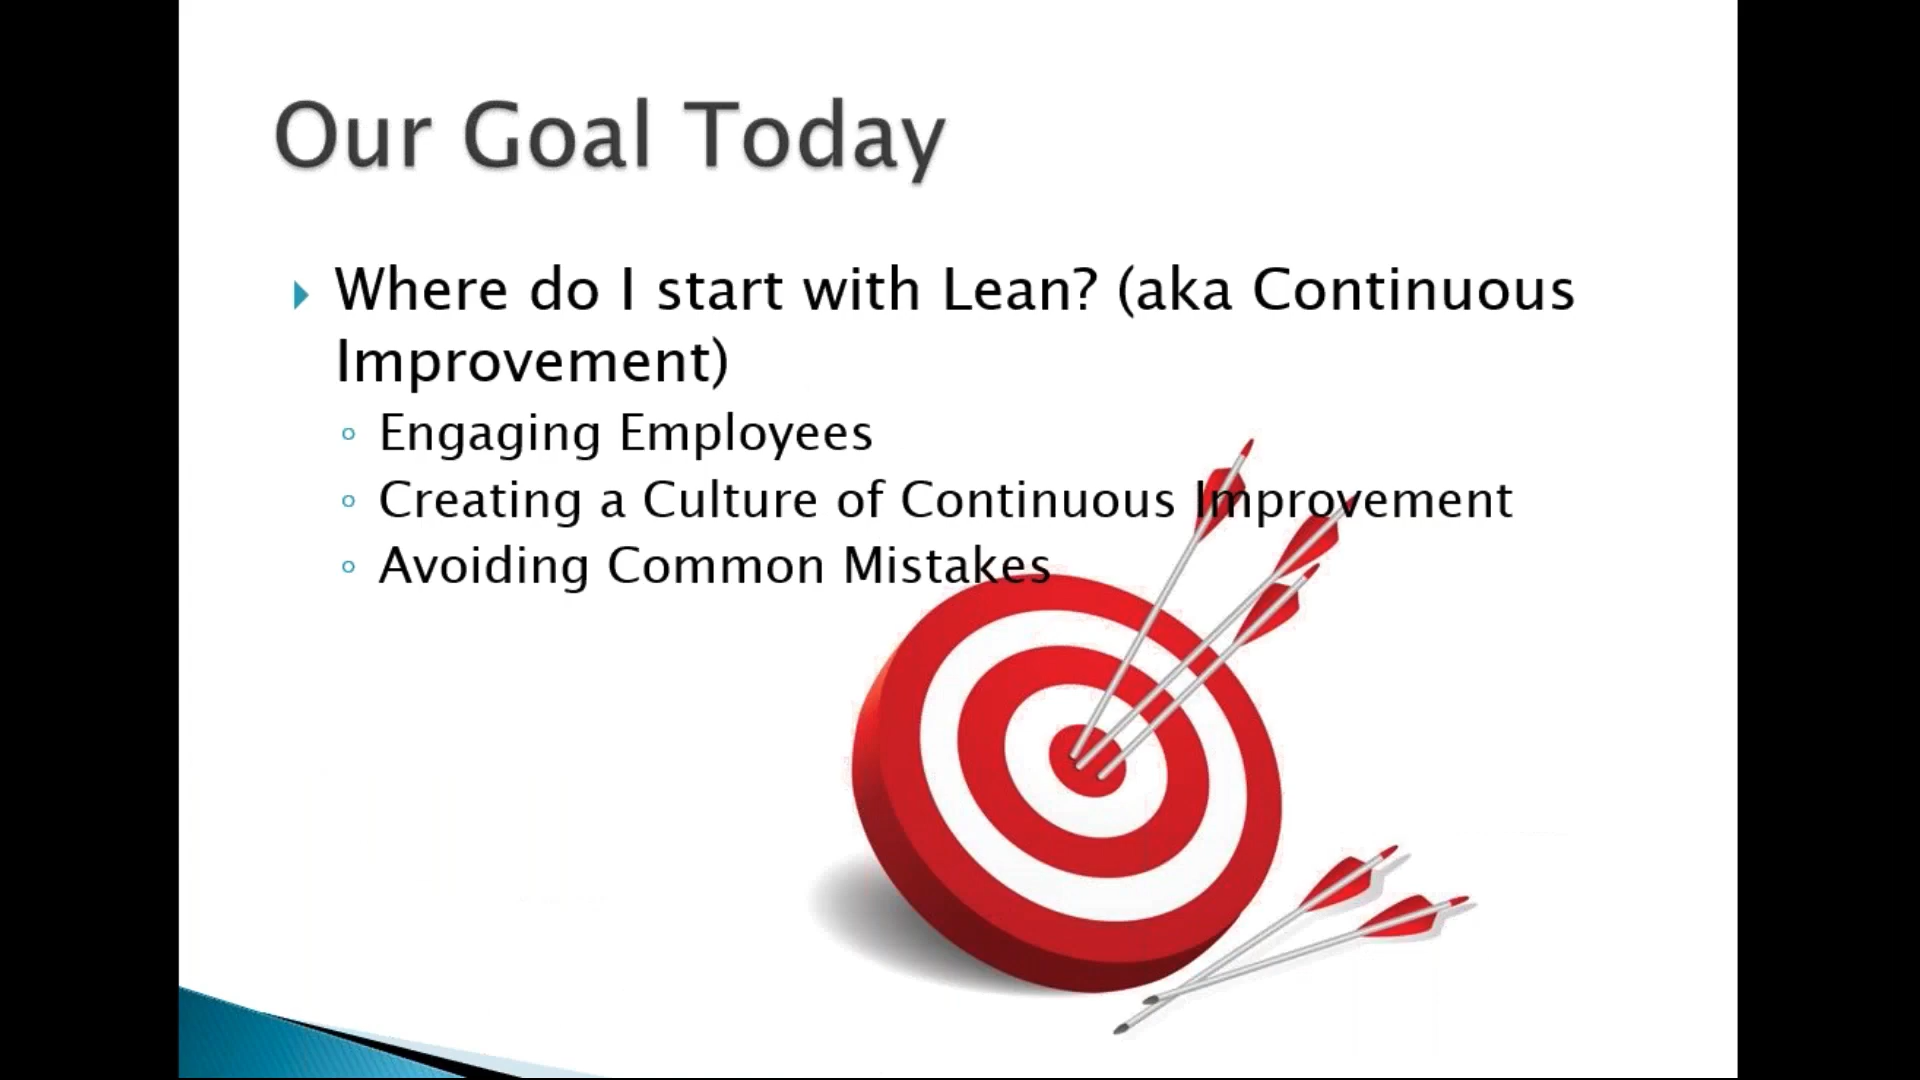 Our Goal Today
Where do I start with Lean? (aka Continuous
Improvement)
Engaging Employees
Creating a Culture of Continuous Improvement
Avoiding Common Mistakes